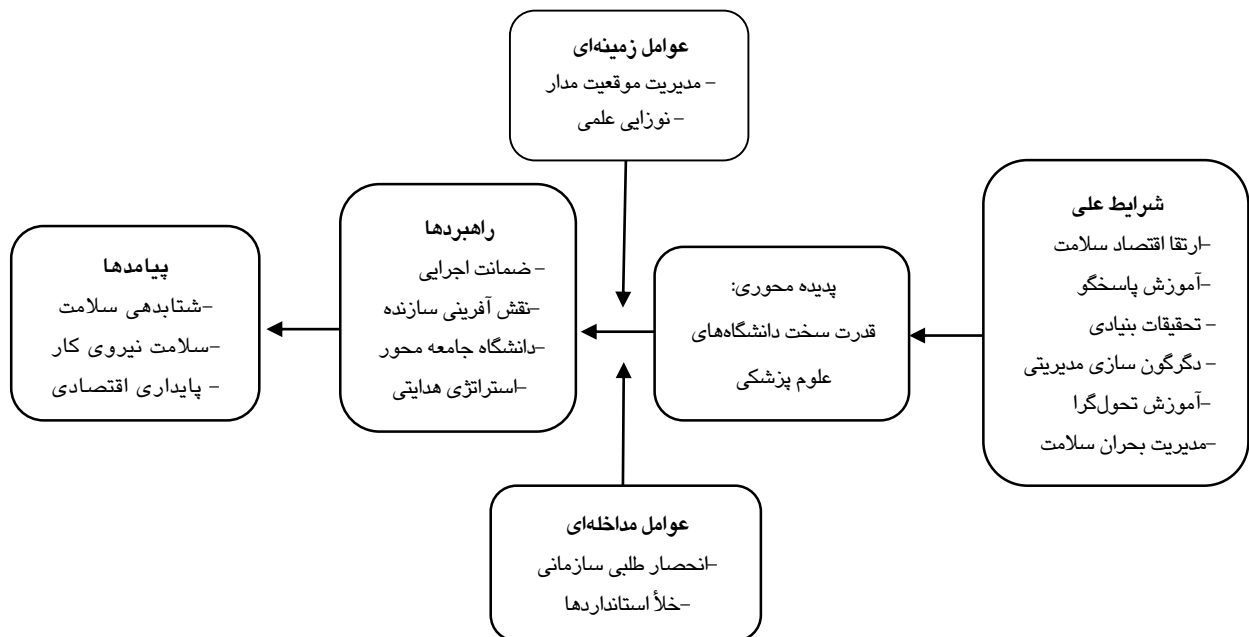 عوامل زمینه‌ای
- مدیریت موقعیت مدار
- نوزایی علمی
شرایط علی
-ارتقا اقتصاد سلامت
-آموزش پاسخگو
- تحقیقات بنیادی
- دگرگون سازی مدیریتی
-آموزش تحول‌گرا
-مدیریت بحران سلامت
پدیده محوری:
قدرت سخت دانشگاه‌های
علوم پزشکی
راهبردها
- ضمانت اجرایی
-نقش آفرینی سازنده
-دانشگاه جامعه محور
-استراتژی هدایتی
پیامدها
-شتابدهی سلامت
-سلامت نیروی کار
- پایداری اقتصادی
عوامل مداخله‌ای
-انحصار طلبی سازمانی
-خلأ استانداردها